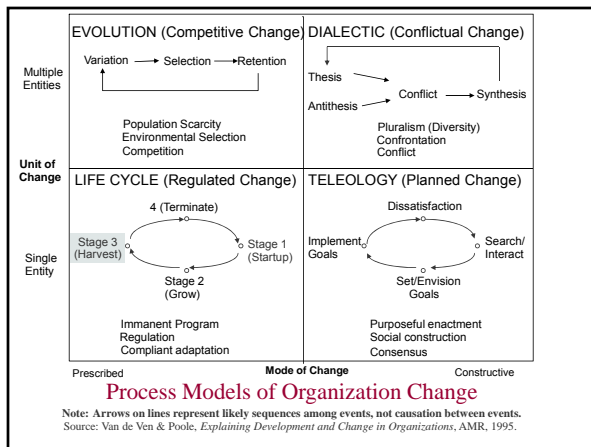 EVOLUTION (Competitive Change)
Variation Selection Retention
Population Scarcity
Environmental Selection
Competition
DIALECTIC (Conflictual Change)
Thesis
Antithesis
Conflict
Synthesis
Pluralism (Diversity)
Confrontation
Conflict
Multiple
Entities
Unit of
Change
LIFE CYCLE (Regulated Change)
4 (Terminate)
Stage 3
(Harvest)
Stage 1
(Startup)
Stage 2
(Grow)
Immanent Program
Regulation
Compliant adaptation
TELEOLOGY (Planned Change)
Dissatisfaction
Implement
Goals
Search/
Interact
Set/Envision
Goals
Purposeful enactment
Social construction
Consensus
Single
Entity
Prescribed
Mode of Change
Constructive
Process Models of Organization Change
Note: Arrows on lines represent likely sequences among events, not causation between events.
Source: Van de Ven & Poole, Explaining Development and Change in Organizations, AMR, 1995.